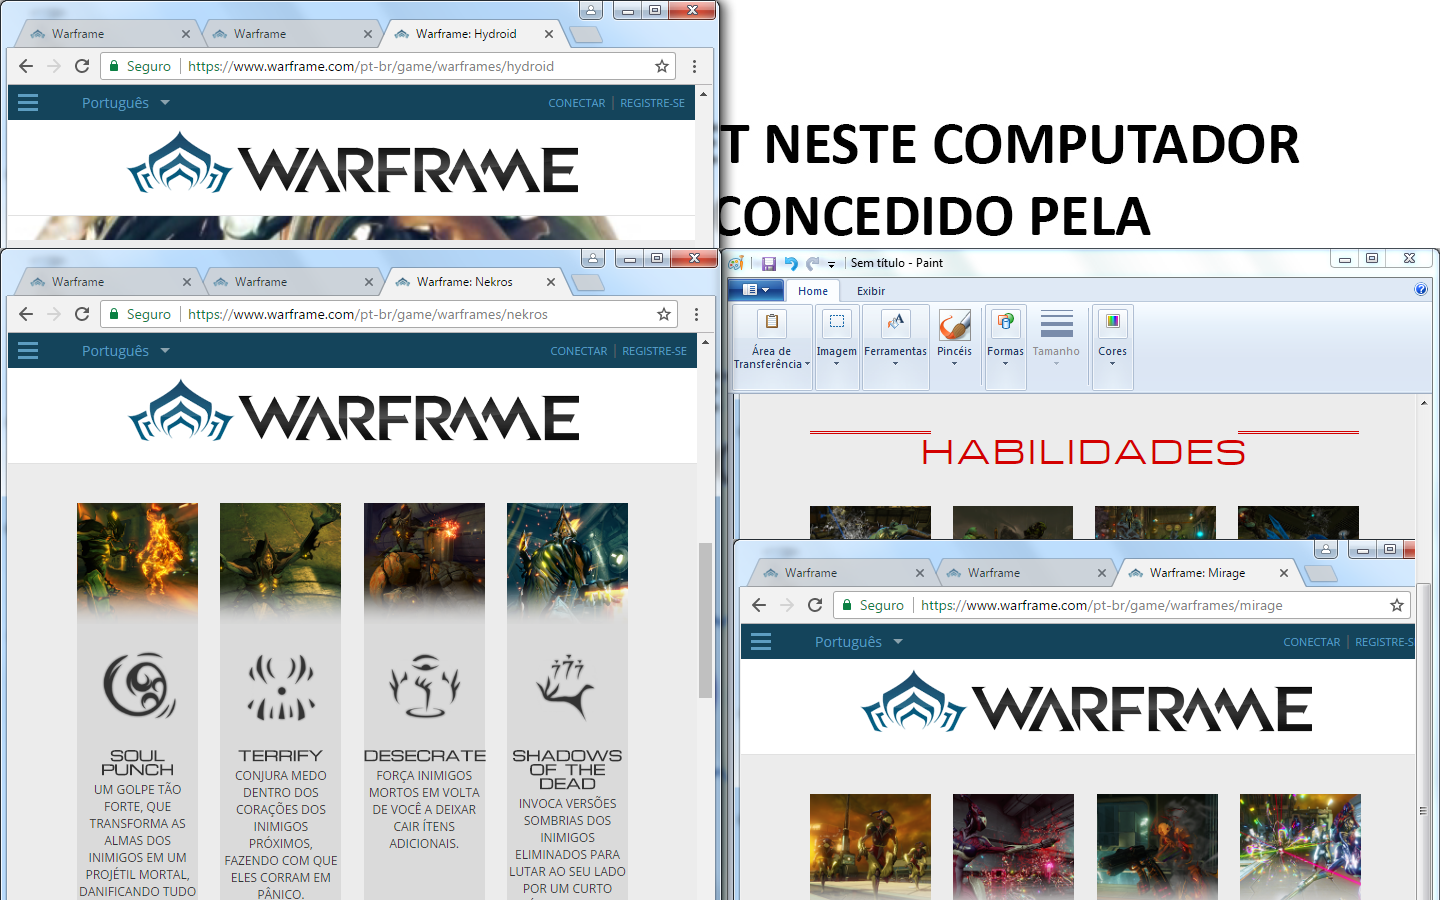 Warframe
Warframe
Warframe: Hydroid
Seguro
https://www.warframe.com/pt-br/game/warframes/hydroid
Português
CONECTAR | REGISTRE-SE
WARFRAME
T NESTE COMPUTADOR
CONCEDIDO PELA
Warframe
Warframe
Warframe: Nekros
Seguro
https://www.warframe.com/pt-br/game/warframes/nekros
Português
CONECTAR | REGISTRE-SE
WARFRAME
SOUL
PUNCH
UM GOLPE TÃO
FORTE, QUE
TRANSFORMA AS
ALMAS DOS
INIMIGOS EM UM
PROJÉTIL MORTAL,
DANIFICANDO TUDO
TERRIFY
CONJURA MEDO
DENTRO DOS
CORAÇÕES DOS
INIMIGOS
PRÓXIMOS,
FAZENDO COM QUE
ELES CORRAM EM
PÂNICO.
DESECRATE
FORÇA INIMIGOS
MORTOS EM VOLTA
DE VOCÊ A DEIXAR
CAIR ÍTENS
ADICIONAIS.
SHADOWS
OF THE
DEAD
INVOCA VERSÕES
SOMBRIAS DOS
INIMIGOS
ELIMINADOS PARA
LUTAR AO SEU LADO
POR UM CURTO
Sem título - Paint
Home
Exibir
Área de
Transferência
Imagem
Ferramentas
Pincéis
Formas
Tamanho
Cores
HABILIDADES
Warframe
Warframe
Warframe: Mirage
Seguro
https://www.warframe.com/pt-br/game/warframes/mirage
Português
CONECTAR | REGISTRE-S
WARFRAME